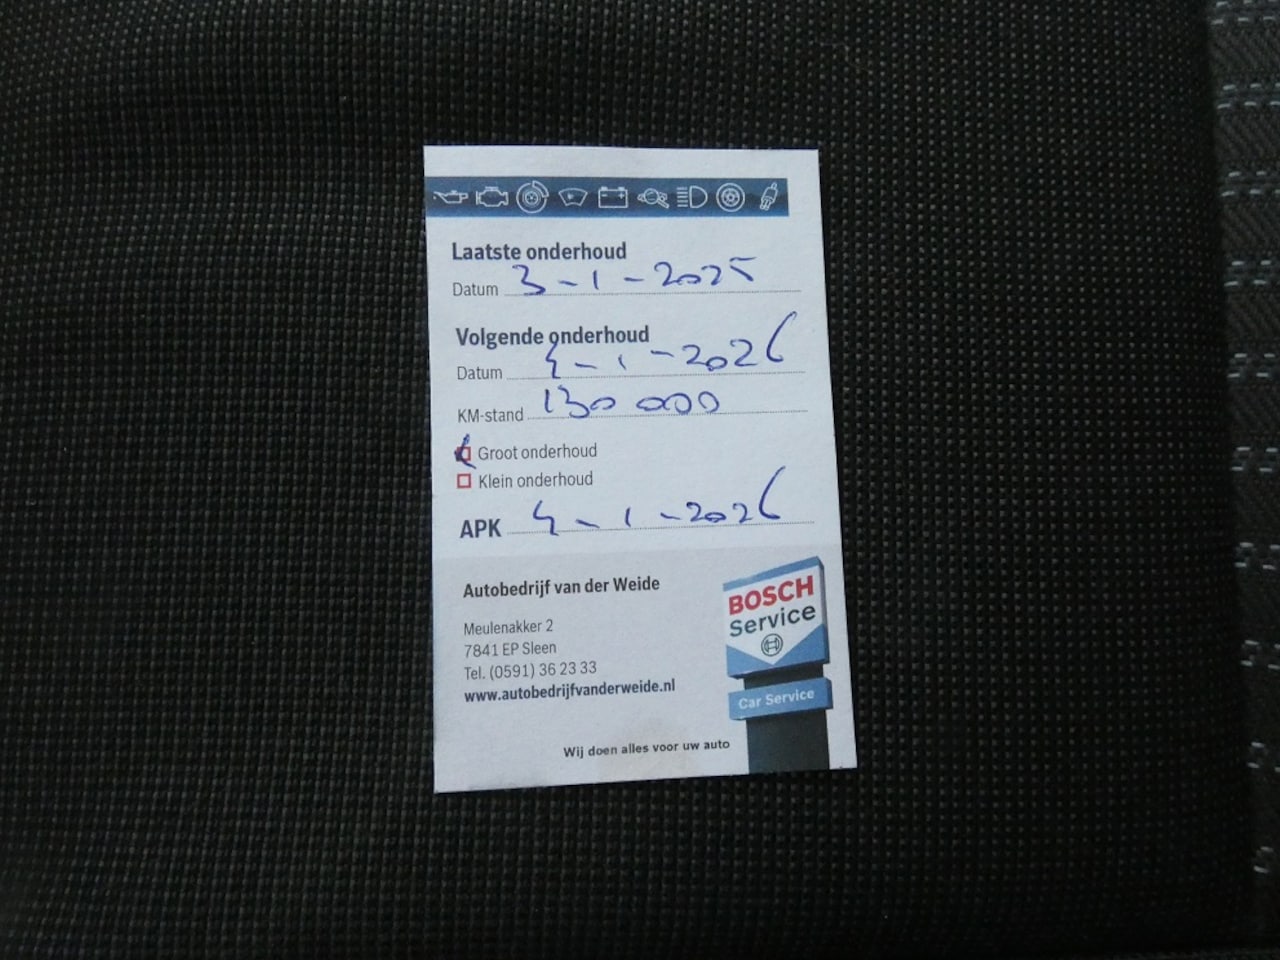 Laatste onderhoud
Datum 3-1-2025
Volgende onderhoud
Datum 4-1-2026
KM-stand 130 000
Groot onderhoud
Klein onderhoud
APK 4-1-2026
Autobedrijf van der Weide
Meulenakker 2
7841 EP Sleen
Tel. (0591) 36 23 33
www.autobedrijfvanderweide.nl
BOSCH
Service
Car Service
Wij doen alles voor uw auto